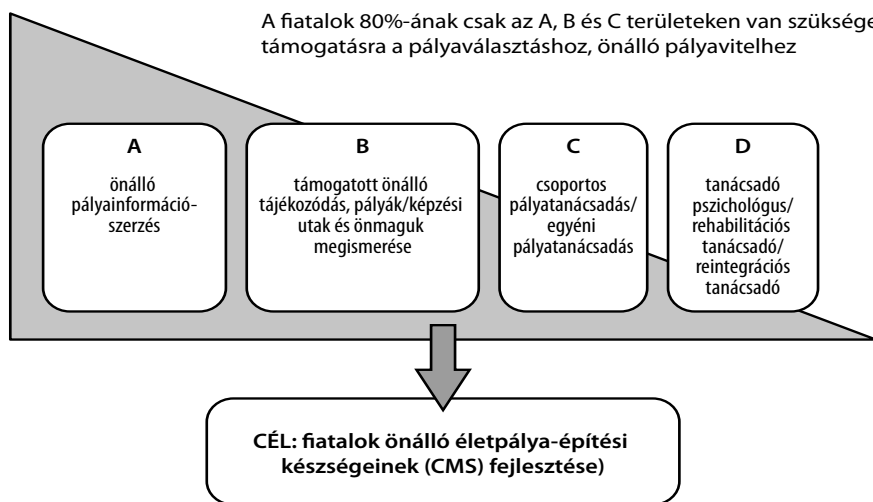 A fiatalok 80%-ának csak az A, B és C területeken van szüksége
támogatásra a pályaválasztáshoz, önálló pályavitelhez
A
önálló
pályainformáció-
szerzés
B
támogatott önálló
tájékozódás, pályák/képzési
utak és önmaguk
megismerése
C
csoportos
pályatanácsadás/
egyéni
pályatanácsadás
D
tanácsadó
pszichológus/
rehabilitációs
tanácsadó/
reintegrációs
tanácsadó
CÉL: fiatalok önálló életpálya-építési
készségeinek (CMS) fejlesztése)